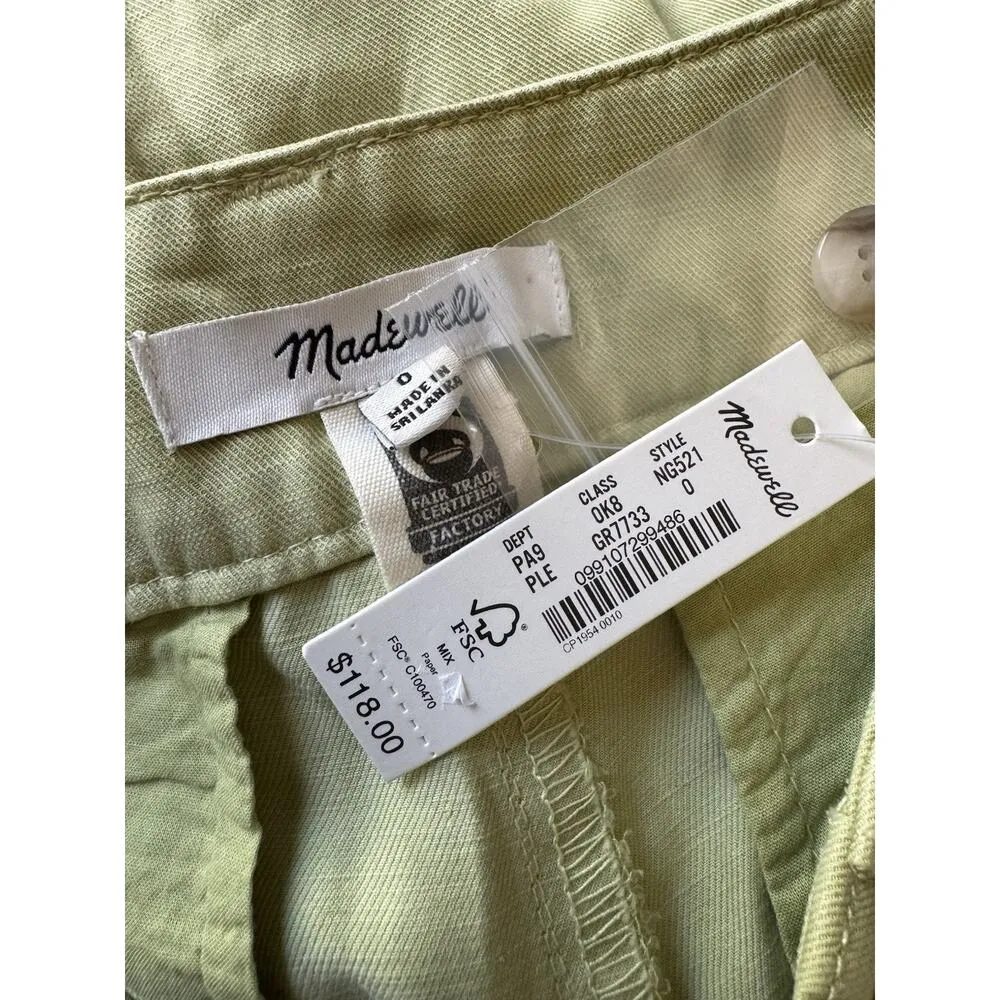 Madewell
0
MADE IN
SRI LANKA
FAIR TRADE
CERTIFIED
FACTORY
Madewell
DEPT CLASS STYLE
PA9 0K8 NG521
PLE GR7733 0
099107299486
CP1954 0010
FSC®
MIX
Paper
FSC® C100470
$118.00